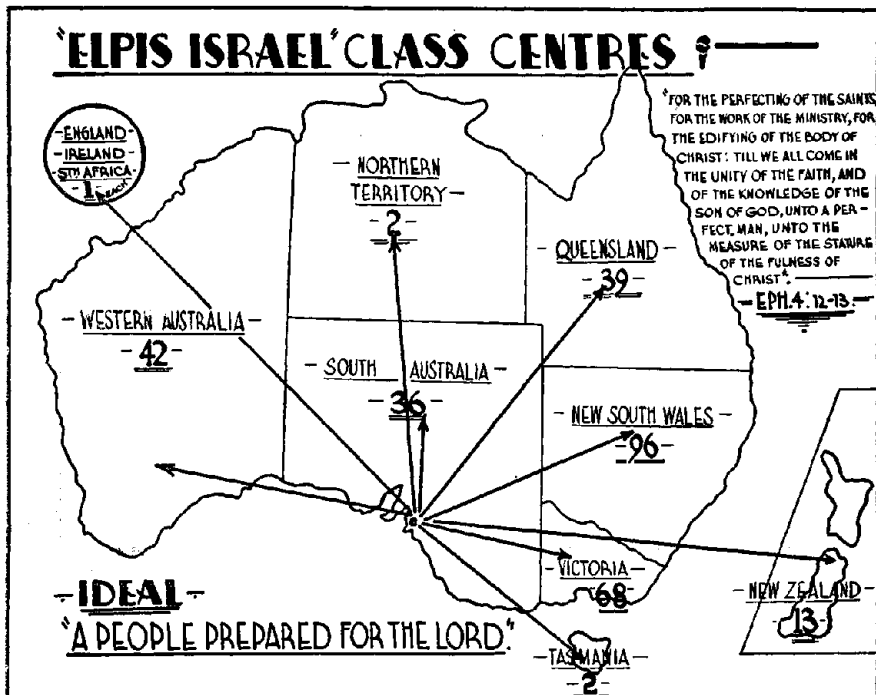 "ELPIS ISRAEL" CLASS CENTRES
"FOR THE PERFECTING OF THE SAINTS,
FOR THE WORK OF THE MINISTRY, FOR
THE EDIFYING OF THE BODY OF
CHRIST: TILL WE ALL COME IN
THE UNITY OF THE FAITH, AND
OF THE KNOWLEDGE OF THE
SON OF GOD, UNTO A PER-
FECT MAN, UNTO THE
MEASURE OF THE STATURE
OF THE FULNESS OF
CHRIST".
-EPH.4:12-13-
-ENGLAND-
-IRELAND-
-STH AFRICA-
-1 EACH-
-NORTHERN
TERRITORY-
-2-
-QUEENSLAND-
-39-
-WESTERN AUSTRALIA-
-42-
-SOUTH AUSTRALIA-
-36-
-NEW SOUTH WALES-
-96-
-VICTORIA-
-68-
-NEW ZEALAND-
-13-
-TASMANIA-
-2-
-IDEAL-
"A PEOPLE PREPARED FOR THE LORD."